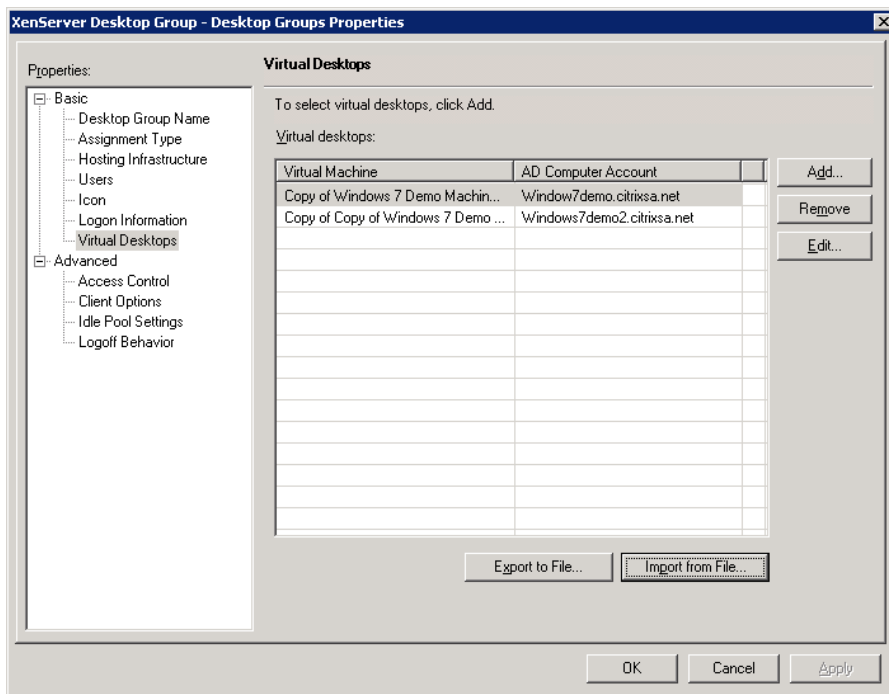 XenServer Desktop Group - Desktop Groups Properties
Properties:
Basic
Desktop Group Name
Assignment Type
Hosting Infrastructure
Users
Icon
Logon Information
Virtual Desktops
Advanced
Access Control
Client Options
Idle Pool Settings
Logoff Behavior
Virtual Desktops
To select virtual desktops, click Add.
Virtual desktops:
Virtual Machine AD Computer Account
Copy of Windows 7 Demo Machin... Window7demo.citrixsa.net
Copy of Copy of Windows 7 Demo ... Windows7demo2.citrixsa.net
Add...
Remove
Edit...
Export to File... Import from File...
OK Cancel Apply